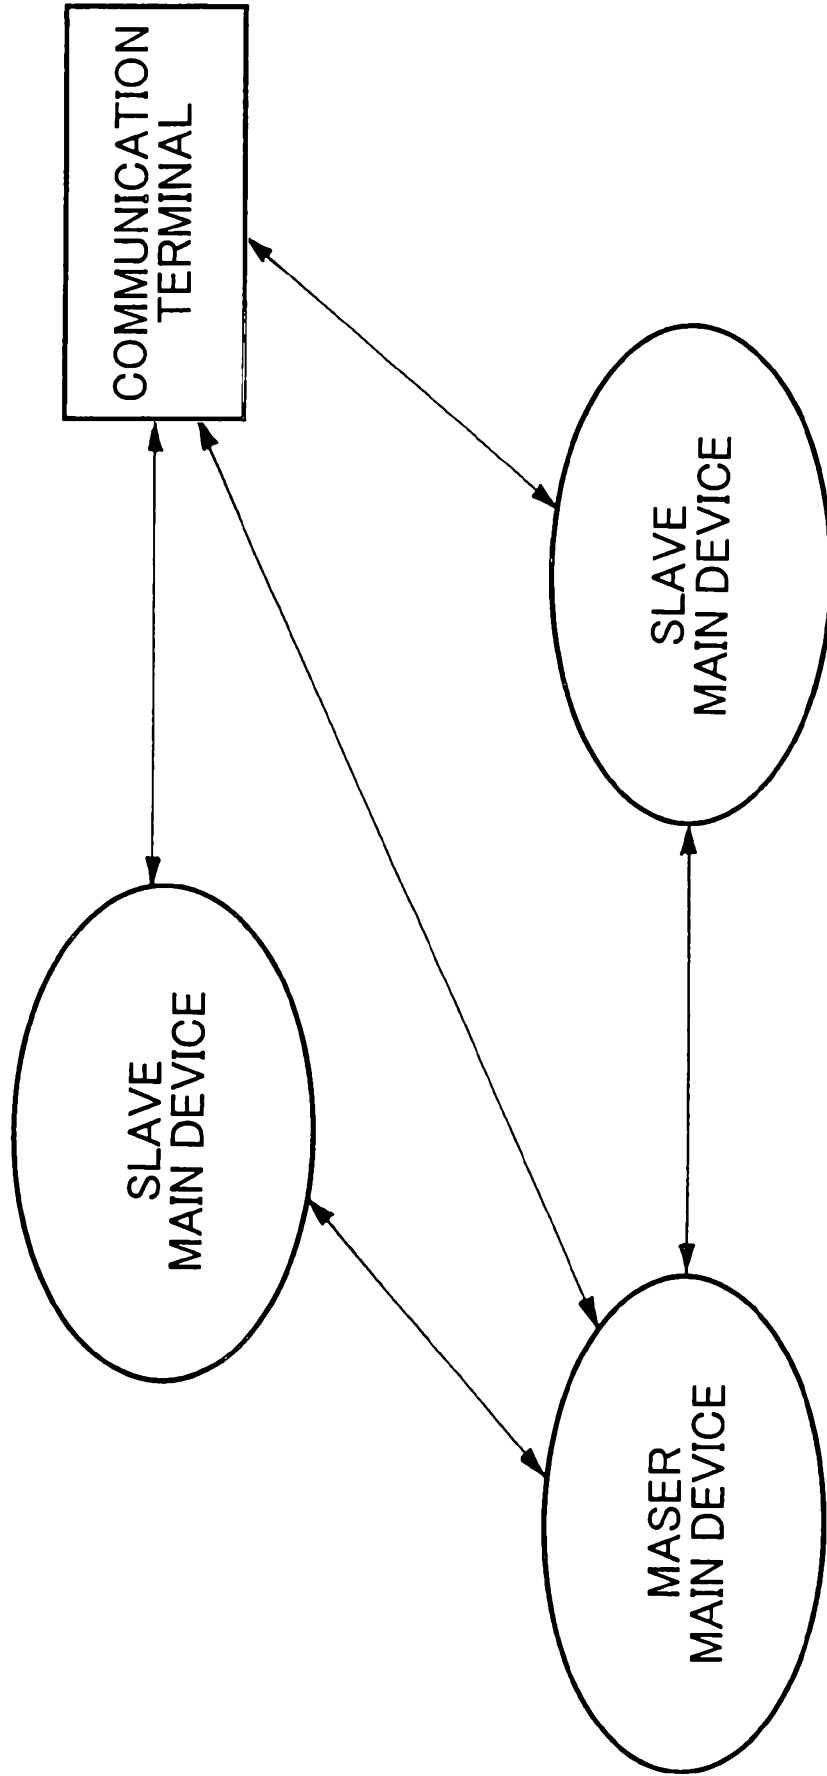 SLAVE
MAIN DEVICE
COMMUNICATION
TERMINAL
MASER
MAIN DEVICE
SLAVE
MAIN DEVICE